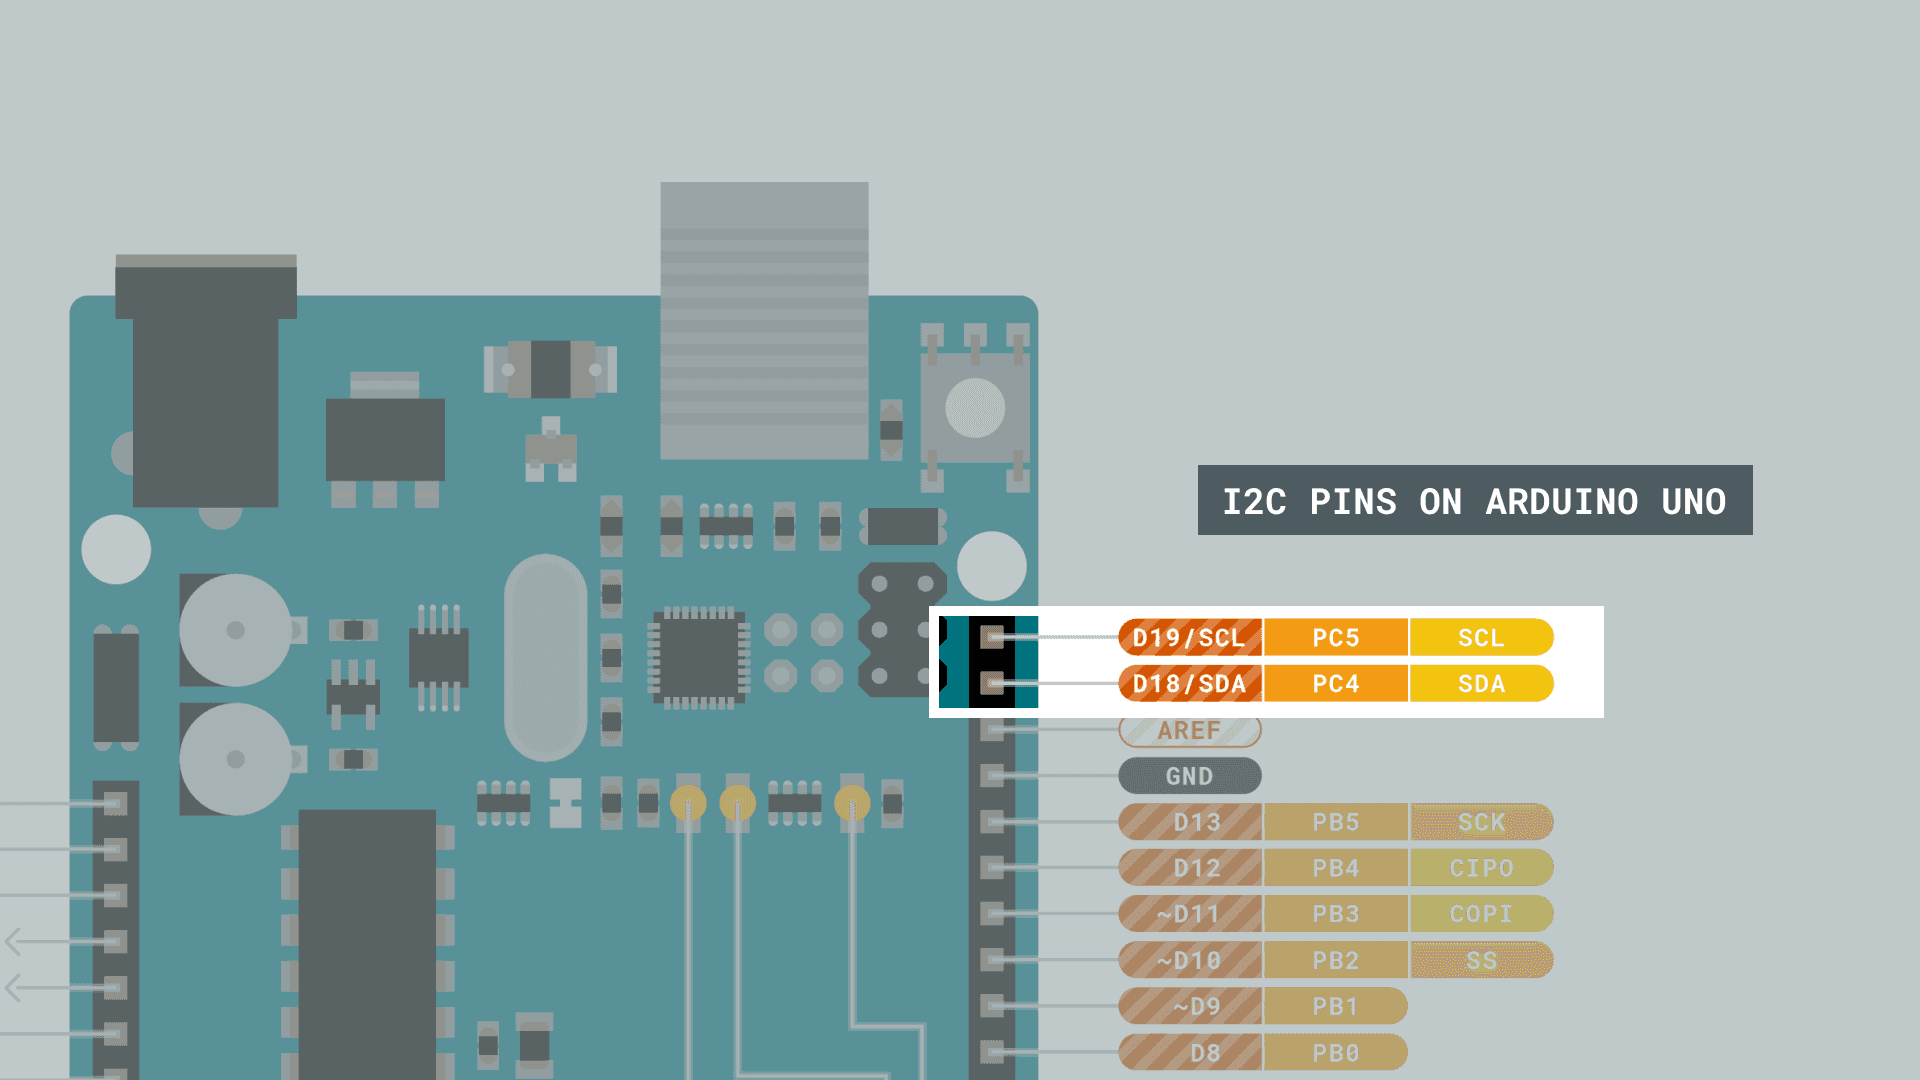 I2C PINS ON ARDUINO UNO
D19/SCL PC5 SCL
D18/SDA PC4 SDA
AREF
GND
D13 PB5 SCK
D12 PB4 CIPO
~D11 PB3 COPI
~D10 PB2 SS
~D9 PB1
D8 PB0